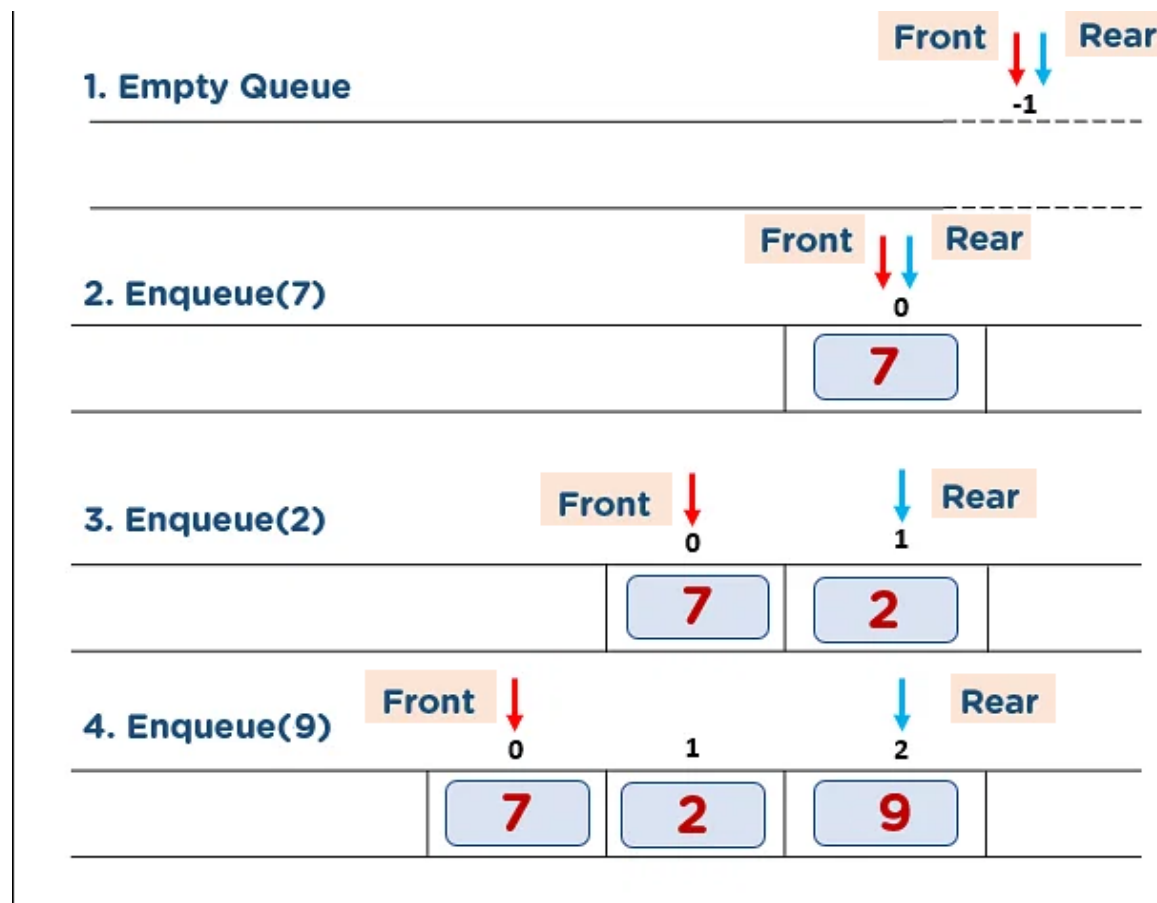 Front Rear
1. Empty Queue
-1
Front Rear
2. Enqueue(7)
0
7
Front Rear
3. Enqueue(2)
0 1
7 2
Front Rear
4. Enqueue(9)
0 1 2
7 2 9